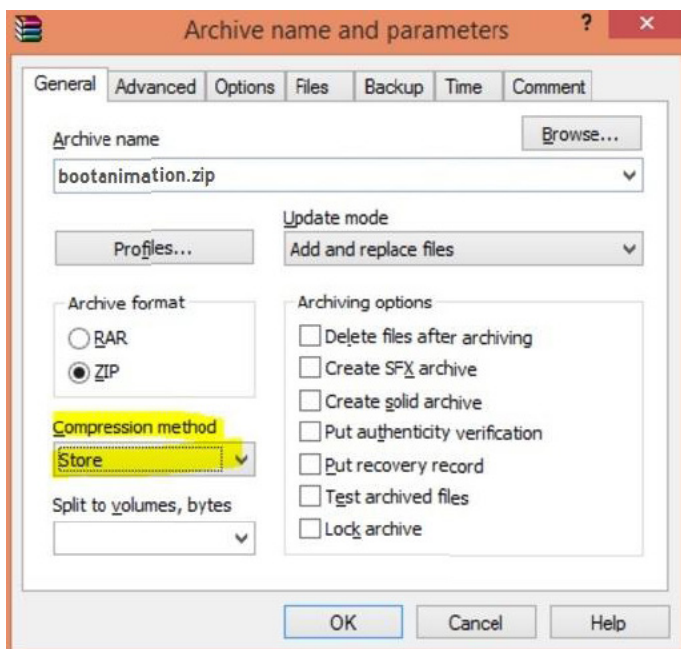 Archive name and parameters ?
General Advanced Options Files Backup Time Comment
Archive name
Browse...
bootanimation.zip
Update mode
Profiles...
Add and replace files
Archive format
RAR
ZIP
Compression method
Store
Split to volumes, bytes
Archiving options
Delete files after archiving
Create SFX archive
Create solid archive
Put authenticity verification
Put recovery record
Test archived files
Lock archive
OK Cancel Help